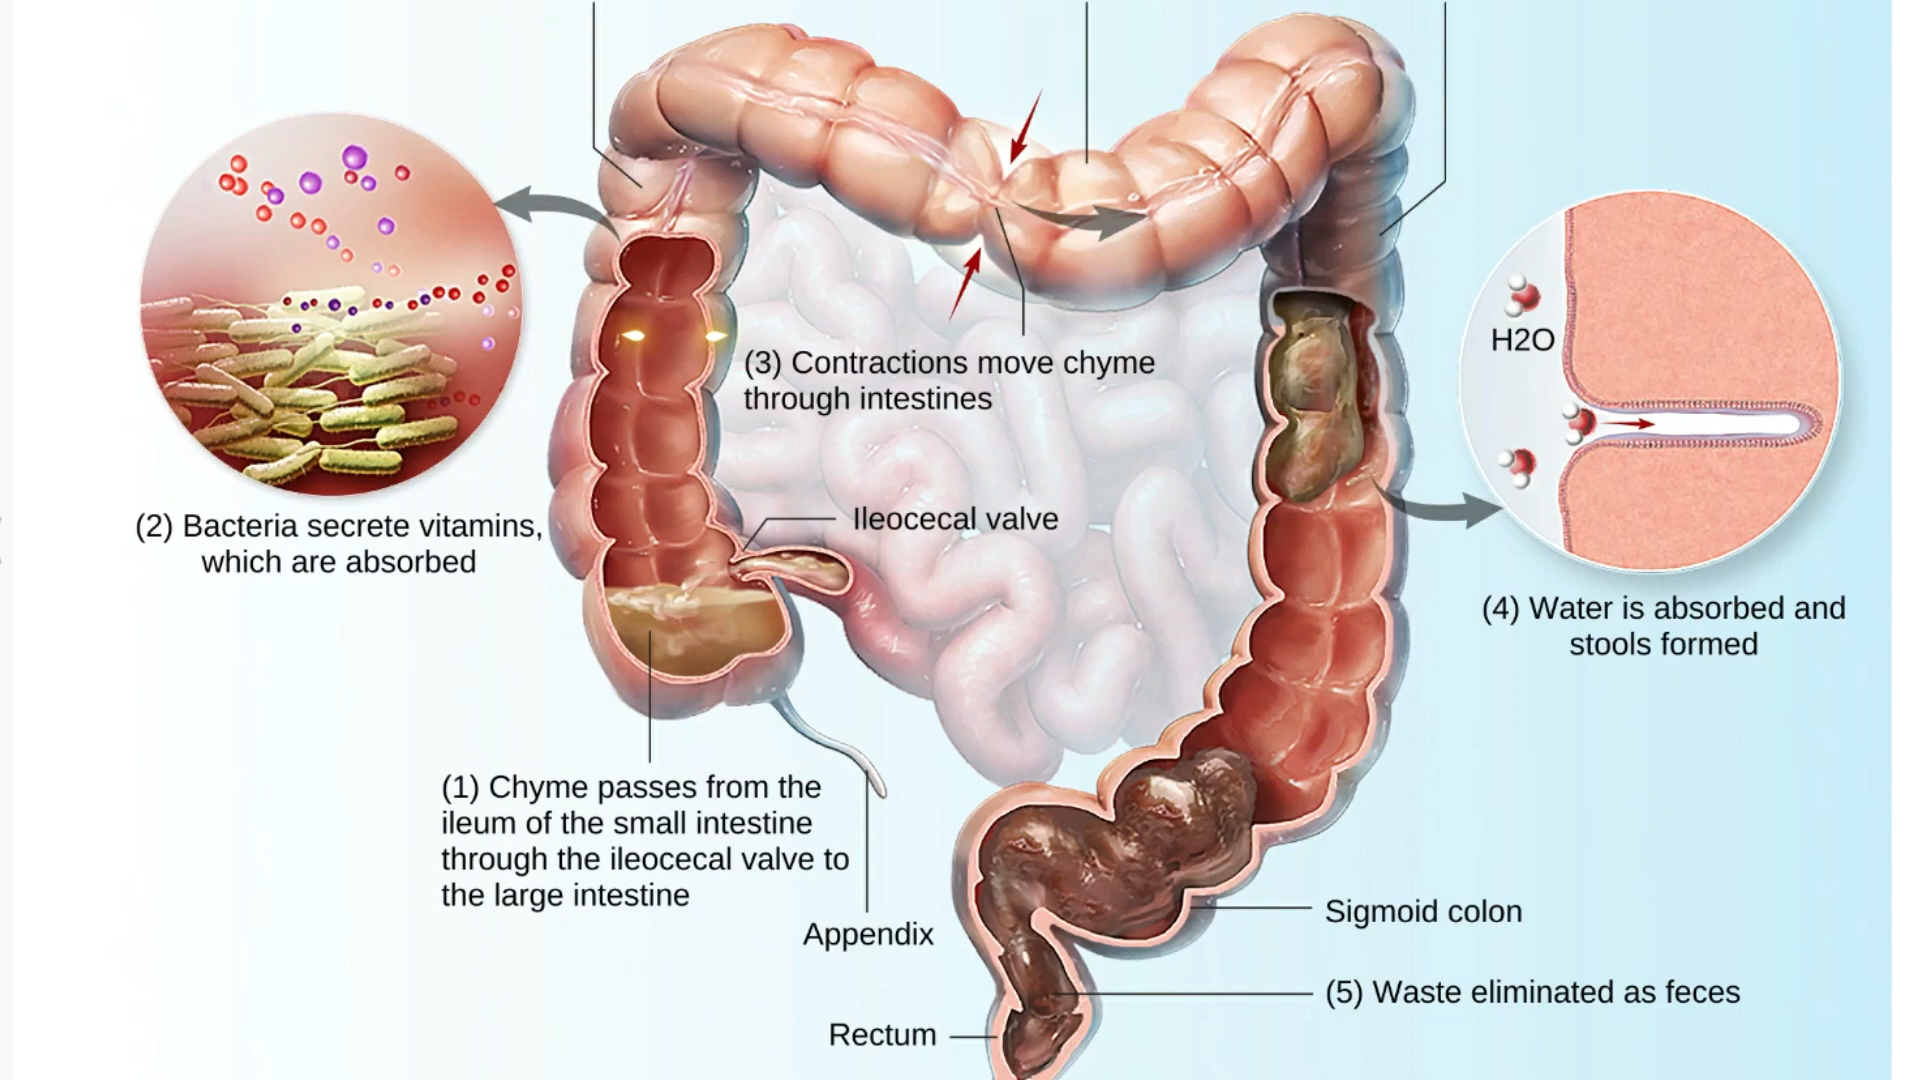 (3) Contractions move chyme
through intestines
H2O
Ileocecal valve
(2) Bacteria secrete vitamins,
which are absorbed
(4) Water is absorbed and
stools formed
(1) Chyme passes from the
ileum of the small intestine
through the ileocecal valve to
the large intestine
Appendix
Sigmoid colon
(5) Waste eliminated as feces
Rectum